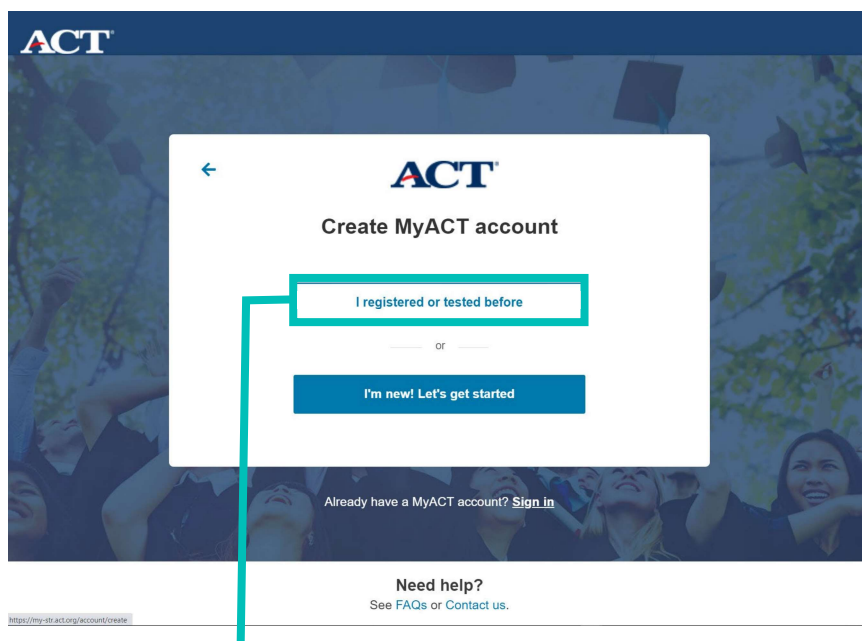 ACT
ACT
Create MyACT account
I registered or tested before
or
I'm new! Let's get started
Already have a MyACT account? Sign in
Need help?
See FAQs or Contact us.
https://my-str.act.org/account/create